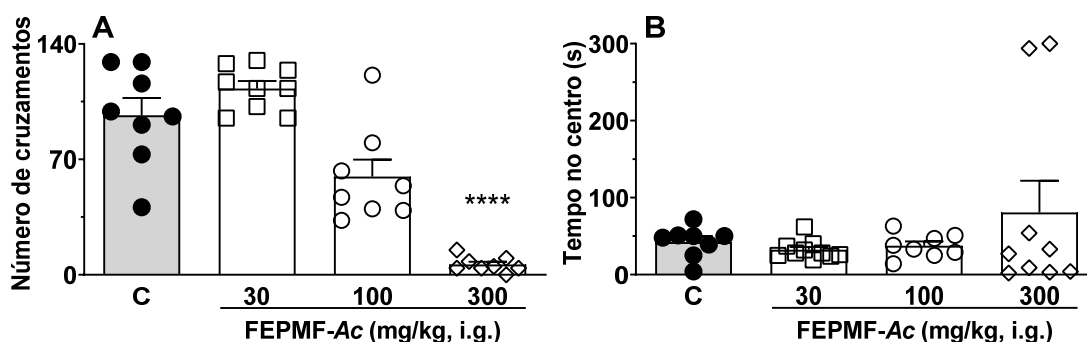 A
Número de cruzamentos
140
70
0
****
C
30
100
300
FEPMF-Ac (mg/kg, i.g.)
B
Tempo no centro (s)
300
200
100
0
C
30
100
300
FEPMF-Ac (mg/kg, i.g.)